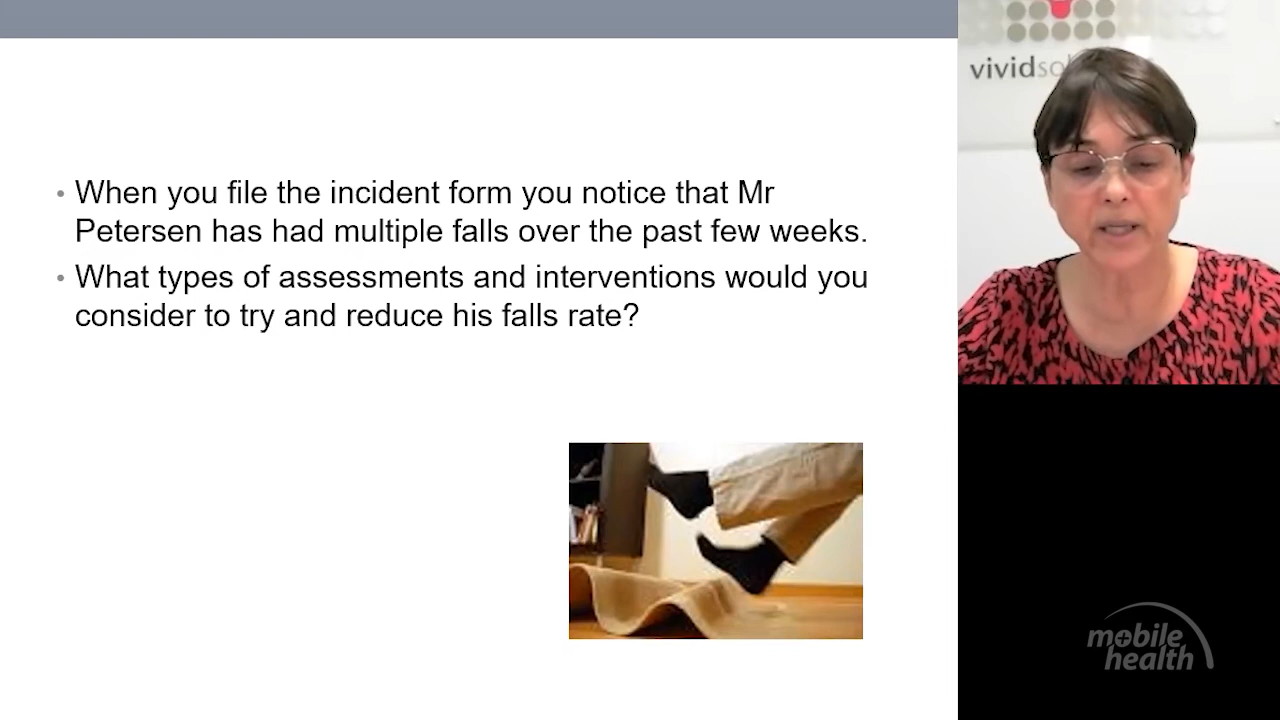 When you file the incident form you notice that Mr
Petersen has had multiple falls over the past few weeks.
What types of assessments and interventions would you
consider to try and reduce his falls rate?
mobile
health